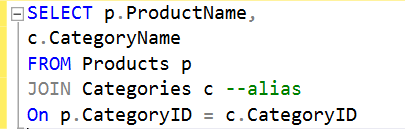 SELECT p.ProductName,
c.CategoryName
FROM Products p
JOIN Categories c --alias
On p.CategoryID = c.CategoryID